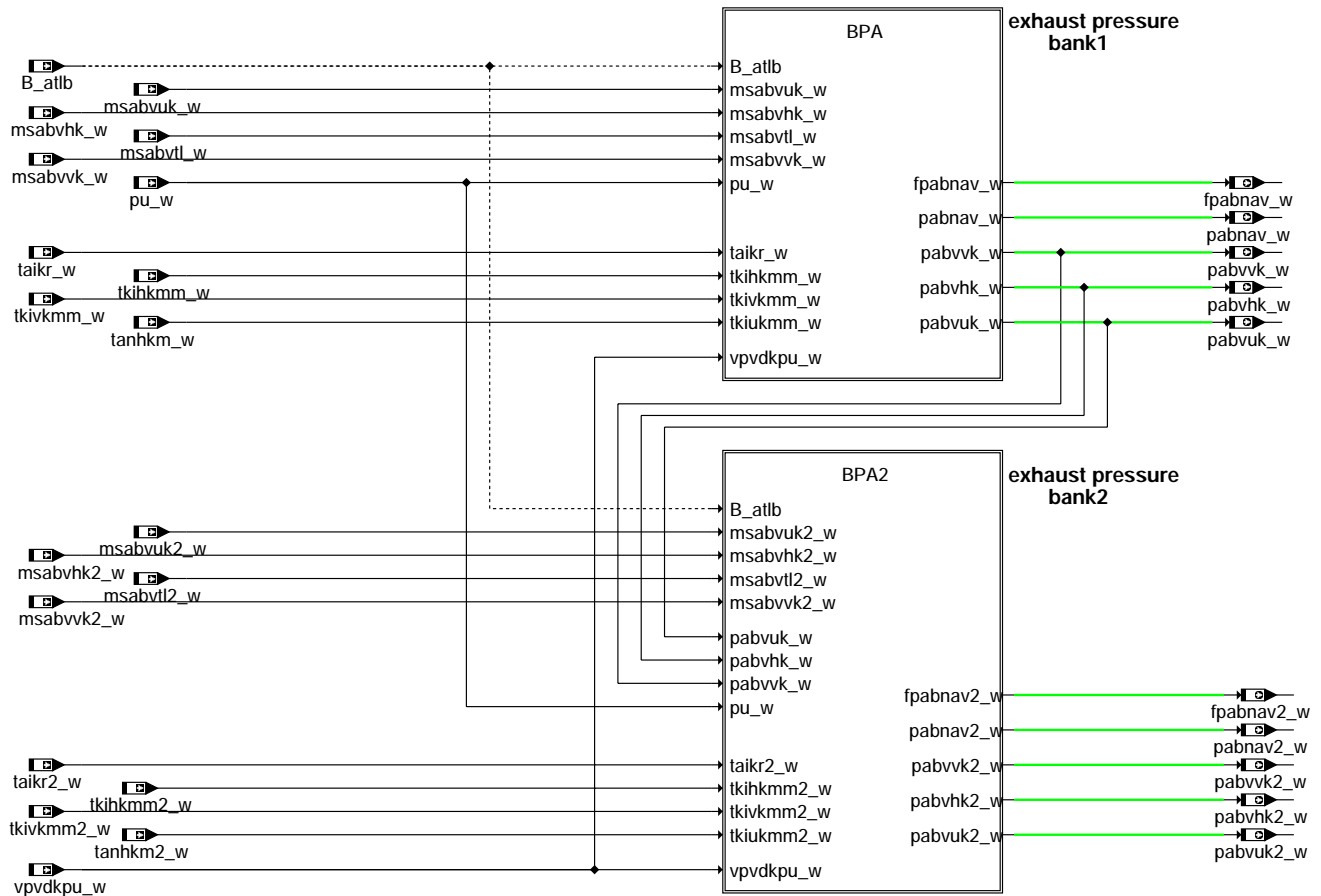 BPA
exhaust pressure
bank1
B_atlb
B_atlb
msabvuk_w
msabvuk_w
msabvhk_w
msabvhk_w
msabvtl_w
msabvtl_w
msabvvk_w
msabvvk_w
pu_w
pu_w
fpabnav_w
fpabnav_w
pabnav_w
pabnav_w
taikr_w
taikr_w
pabvvk_w
pabvvk_w
tkihkmm_w
tkihkmm_w
pabvhk_w
pabvhk_w
tkivkmm_w
tkivkmm_w
tanhkm_w
tkiukmm_w
pabvuk_w
pabvuk_w
vpvdkpu_w
BPA2
exhaust pressure
bank2
B_atlb
msabvuk2_w
msabvuk2_w
msabvhk2_w
msabvhk2_w
msabvtl2_w
msabvtl2_w
msabvvk2_w
msabvvk2_w
pabvuk_w
pabvhk_w
pabvvk_w
pu_w
fpabnav2_w
fpabnav2_w
pabnav2_w
pabnav2_w
taikr2_w
taikr2_w
pabvvk2_w
pabvvk2_w
tkihkmm2_w
tkihkmm2_w
pabvhk2_w
pabvhk2_w
tkivkmm2_w
tkivkmm2_w
tanhkm2_w
tkiukmm2_w
pabvuk2_w
pabvuk2_w
vpvdkpu_w
vpvdkpu_w